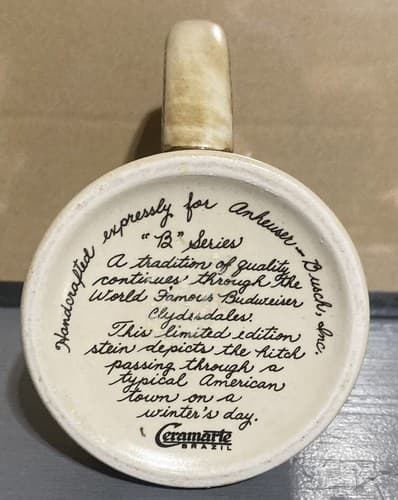 Handcrafted expressly for Anheuser-Busch, Inc.
"B" Series
A tradition of quality
continues through the
World Famous Budweiser
Clydesdales.
This limited edition
stein depicts the hitch
passing through a
typical American
town on a
winter's day.
Ceramarte
BRAZIL